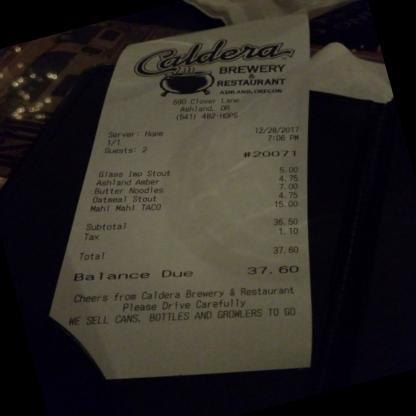 Caldera
BREWERY
&
RESTAURANT
ASHLAND, OREGON
590 Clover Lane
Ashland, OR
(541) 482-HOPS
Server: Home 12/28/2017
1/1 7:06 PM
Guests: 2
#20071
Glass Imp Stout 5.00
Ashland Amber 4.75
Butter Noodles 7.00
Oatmeal Stout 4.75
Mahi Mahi TACO 15.00
Subtotal 36.50
Tax 1.10
Total 37.60
Balance Due 37.60
Cheers from Caldera Brewery & Restaurant
Please Drive Carefully
WE SELL CANS, BOTTLES AND GROWLERS TO GO